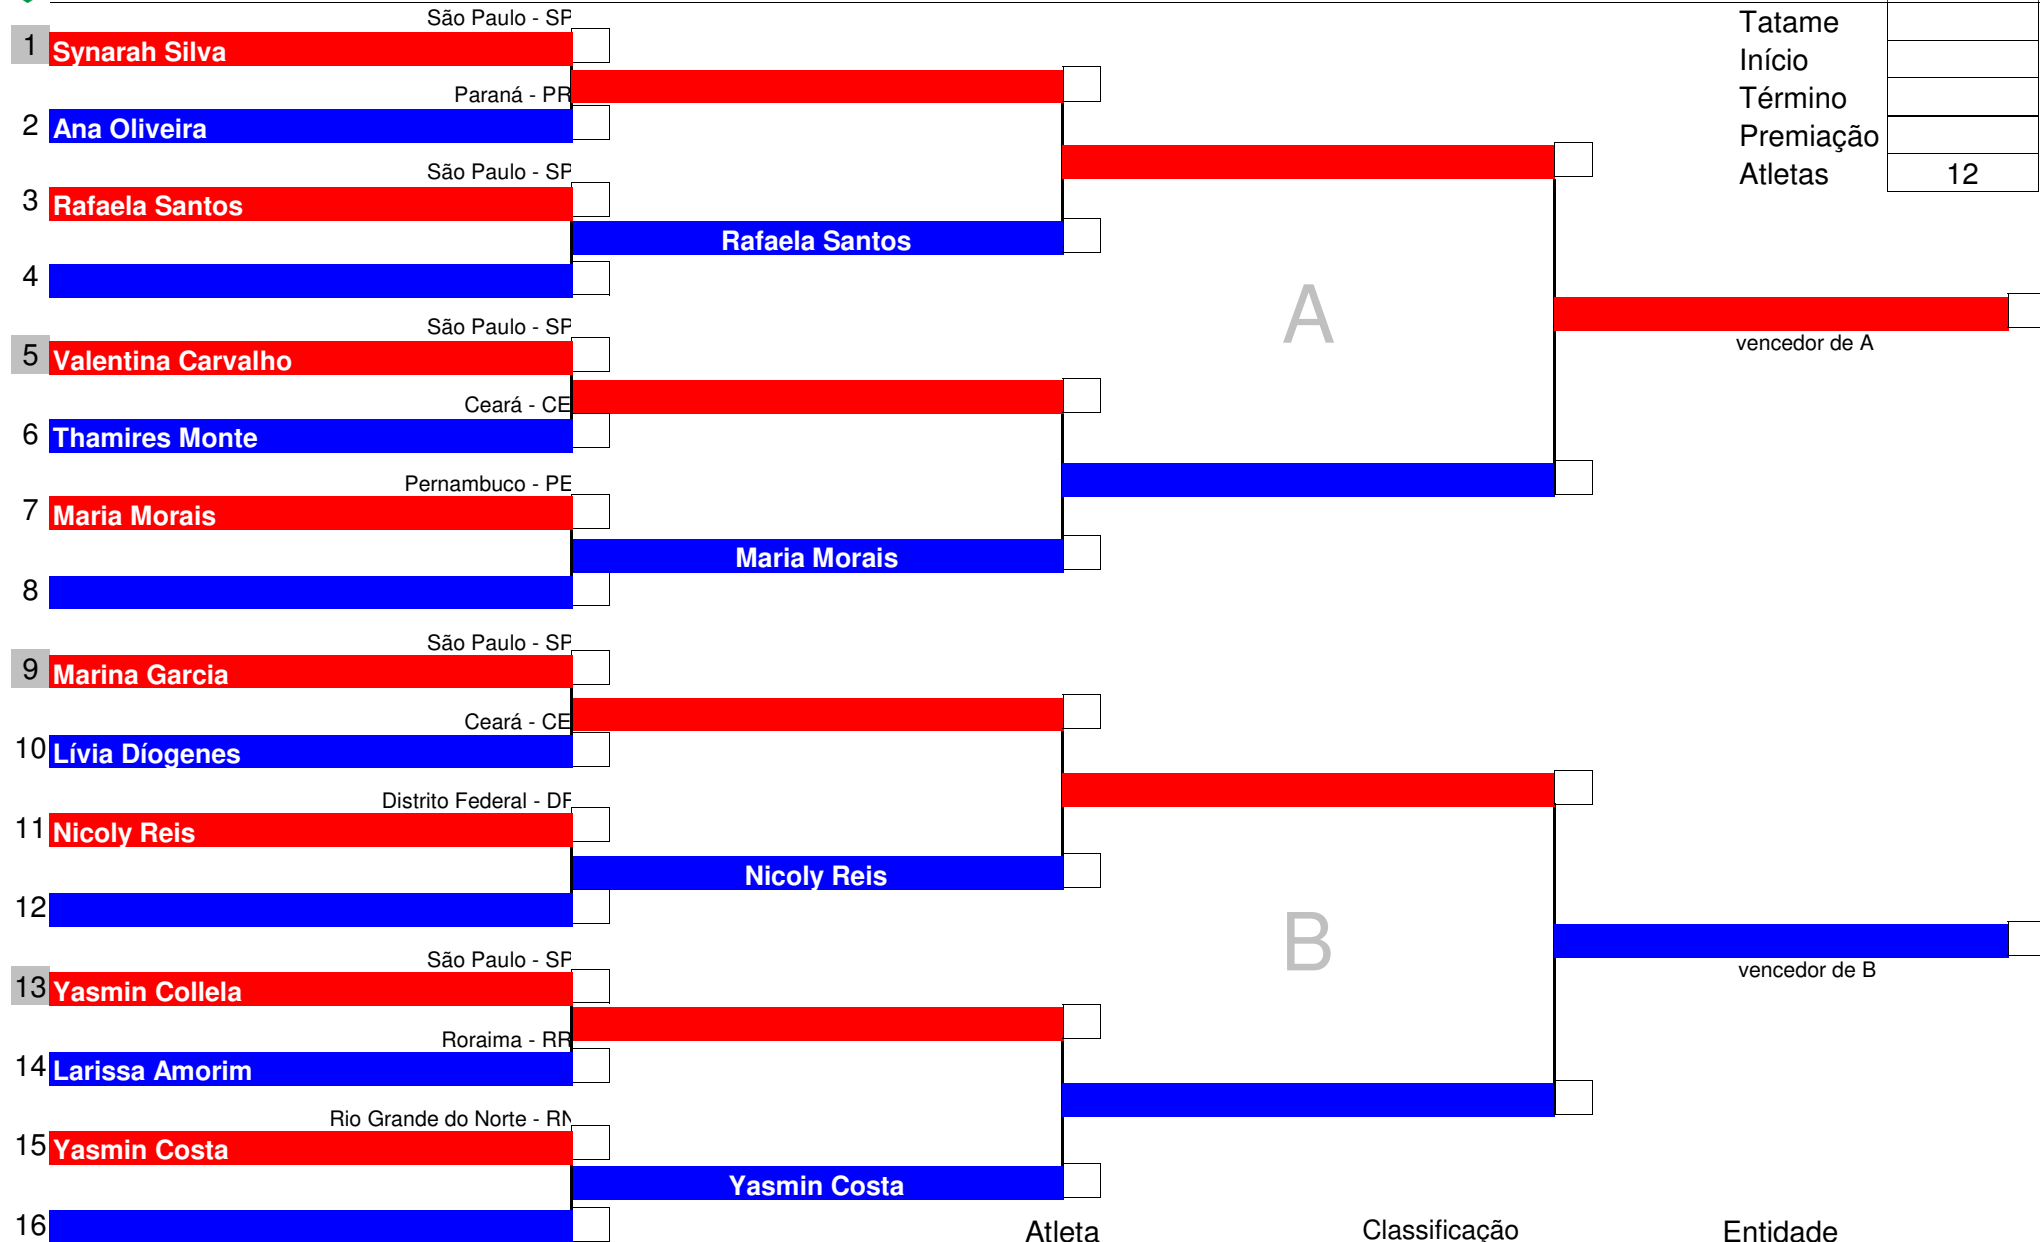 São Paulo - SP
1 Synarah Silva
Paraná - PR
2 Ana Oliveira
São Paulo - SP
3 Rafaela Santos
Rafaela Santos
4
São Paulo - SP
5 Valentina Carvalho
Ceará - CE
6 Thamires Monte
Pernambuco - PE
7 Maria Morais
Maria Morais
8
São Paulo - SP
9 Marina Garcia
Ceará - CE
10 Lívia Díogenes
Distrito Federal - DF
11 Nicoly Reis
Nicoly Reis
12
São Paulo - SP
13 Yasmin Collela
Roraima - RR
14 Larissa Amorim
Rio Grande do Norte - RN
15 Yasmin Costa
Yasmin Costa
16
A
B
vencedor de A
vencedor de B
Tatame
Início
Término
Premiação
Atletas 12
Atleta Classificação Entidade